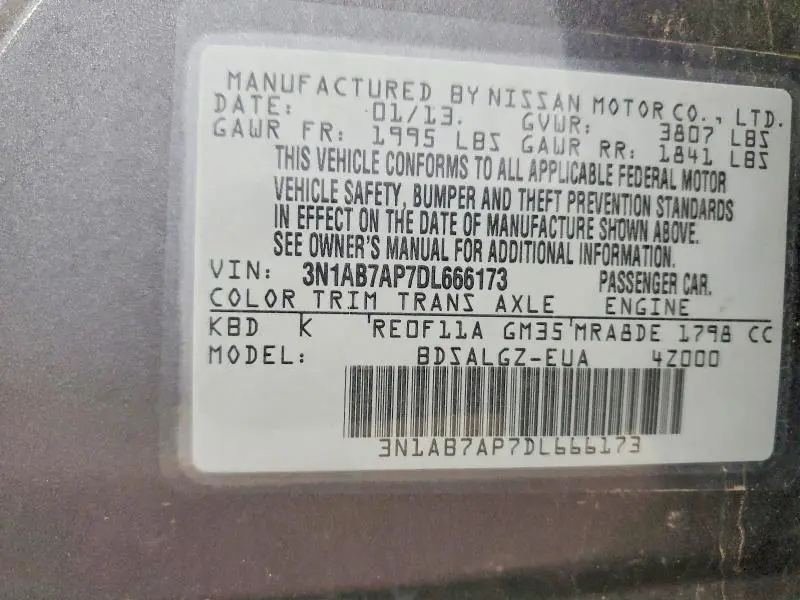 MANUFACTURED BY NISSAN MOTOR CO., LTD.
DATE: 01/13. GVWR: 3807 LBS
GAWR FR: 1995 LBS GAWR RR: 1841 LBS
THIS VEHICLE CONFORMS TO ALL APPLICABLE FEDERAL MOTOR
VEHICLE SAFETY, BUMPER AND THEFT PREVENTION STANDARDS
IN EFFECT ON THE DATE OF MANUFACTURE SHOWN ABOVE.
SEE OWNER'S MANUAL FOR ADDITIONAL INFORMATION.
VIN: 3N1AB7AP7DL666173 PASSENGER CAR.
COLOR TRIM TRANS AXLE ENGINE
KBD K RE0F11A GM35 MRA8DE 1798 CC
MODEL: BDSALGZ-EUA 4Z000
3N1AB7AP7DL666173